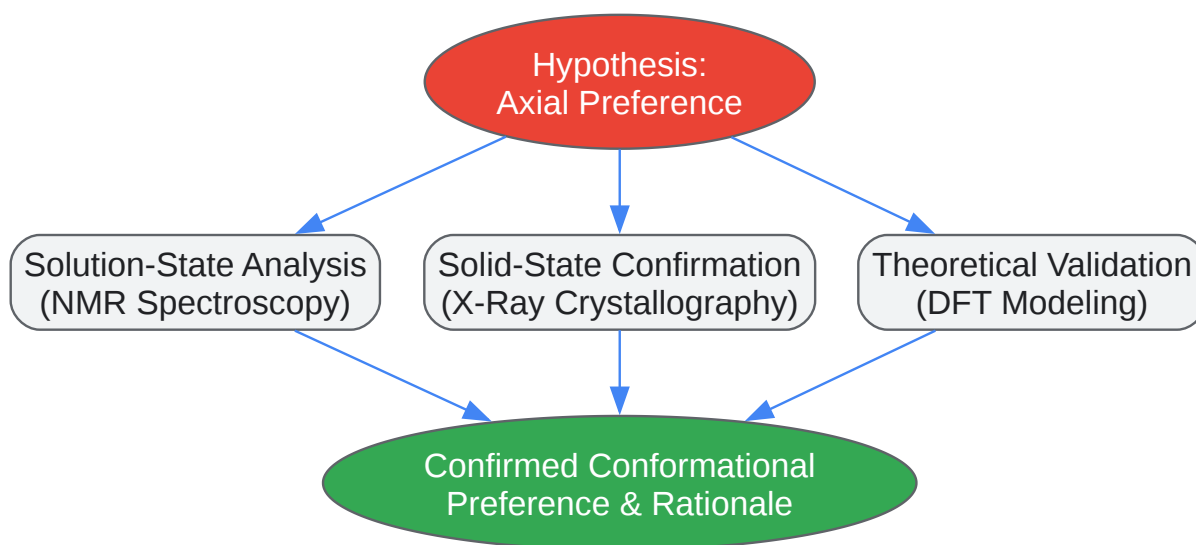 Hypothesis:
Axial Preference
Solution-State Analysis
(NMR Spectroscopy)
Solid-State Confirmation
(X-Ray Crystallography)
Theoretical Validation
(DFT Modeling)
Confirmed Conformational
Preference & Rationale